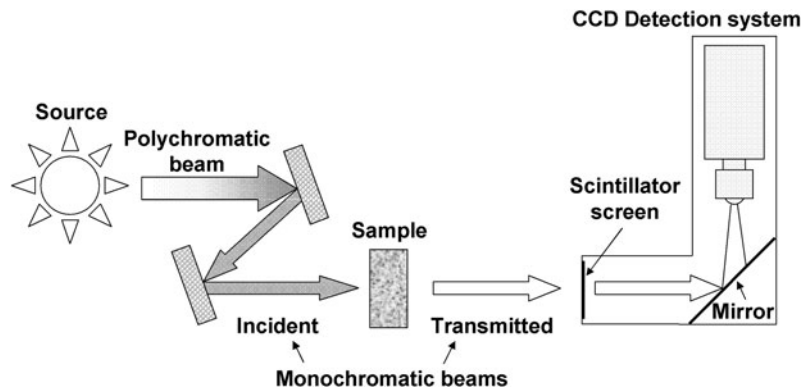 CCD Detection system
Source
Polychromatic
beam
Scintillator
screen
Sample
Mirror
Incident
Transmitted
Monochromatic beams